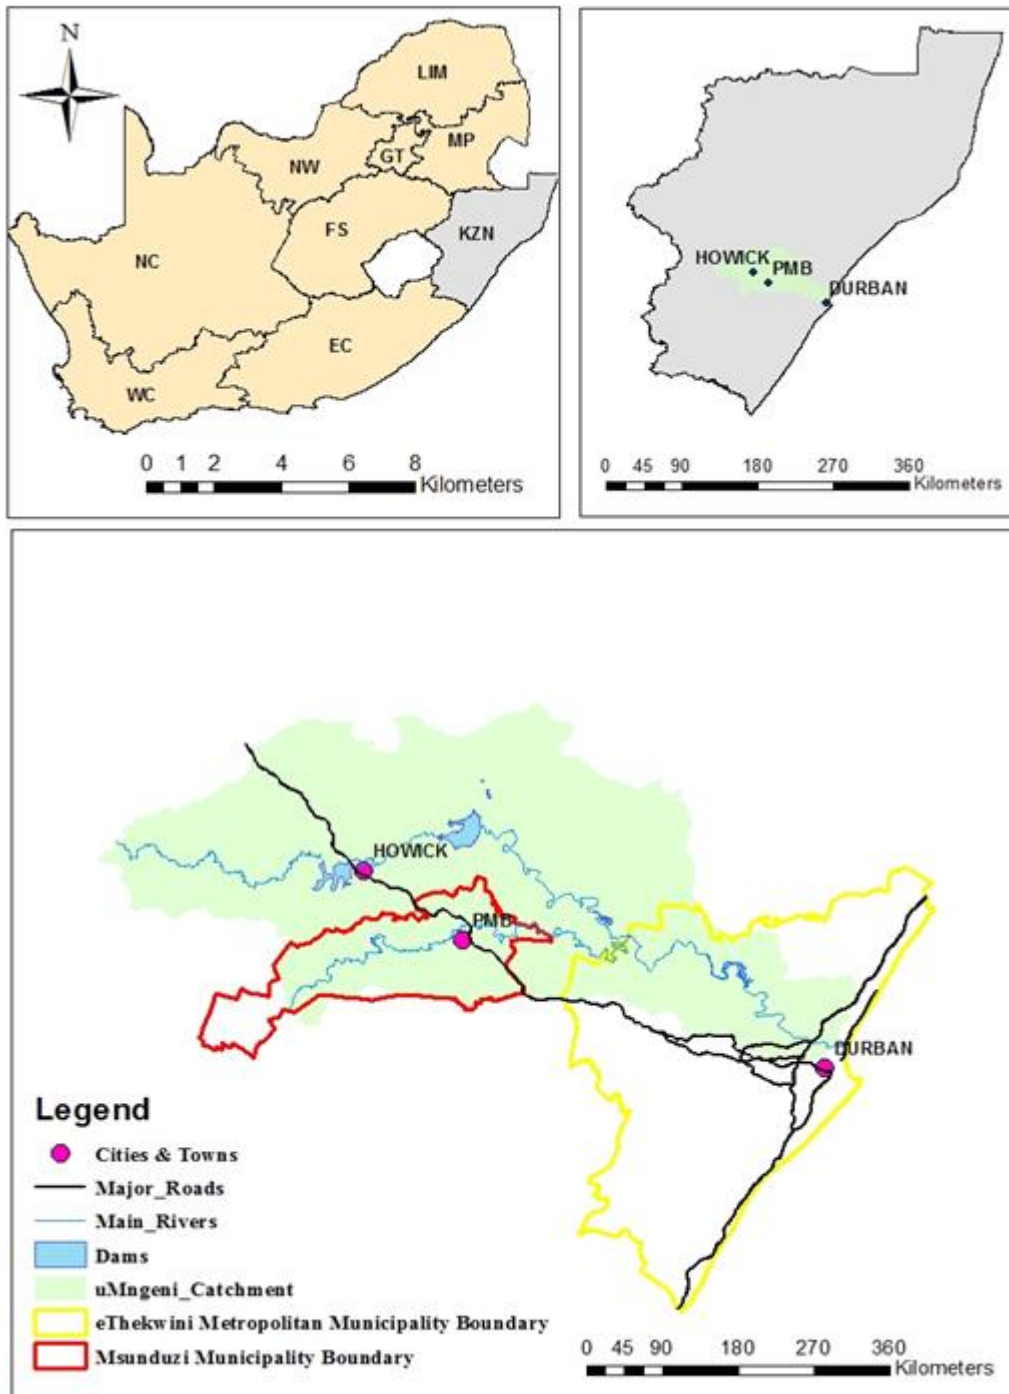 N
LIM
MP
GT
NW
FS
KZN
NC
EC
WC
0 1 2 4 6 8
Kilometers
HOWICK
PMB
DURBAN
0 45 90 180 270 360
Kilometers
HOWICK
PMB
DURBAN
Legend
Cities & Towns
Major_Roads
Main_Rivers
Dams
uMngeni_Catchment
eThekwini Metropolitan Municipality Boundary
Msunduzi Municipality Boundary
0 45 90 180 270 360
Kilometers